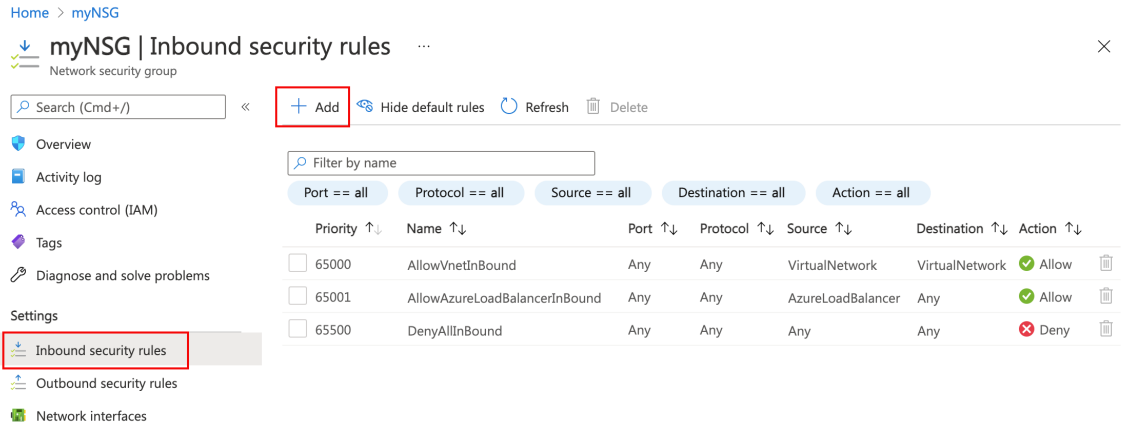 Home > myNSG
myNSG | Inbound security rules ...
Network security group
Search (Cmd+/) «
Add Hide default rules Refresh Delete
Overview
Activity log
Access control (IAM)
Tags
Diagnose and solve problems
Settings
Inbound security rules
Outbound security rules
Network interfaces
Filter by name
Port == all Protocol == all Source == all Destination == all Action == all
Priority ↑↓ Name ↑↓ Port ↑↓ Protocol ↑↓ Source ↑↓ Destination ↑↓ Action ↑↓
65000 AllowVnetInBound Any Any VirtualNetwork VirtualNetwork Allow
65001 AllowAzureLoadBalancerInBound Any Any AzureLoadBalancer Any Allow
65500 DenyAllInBound Any Any Any Any Deny